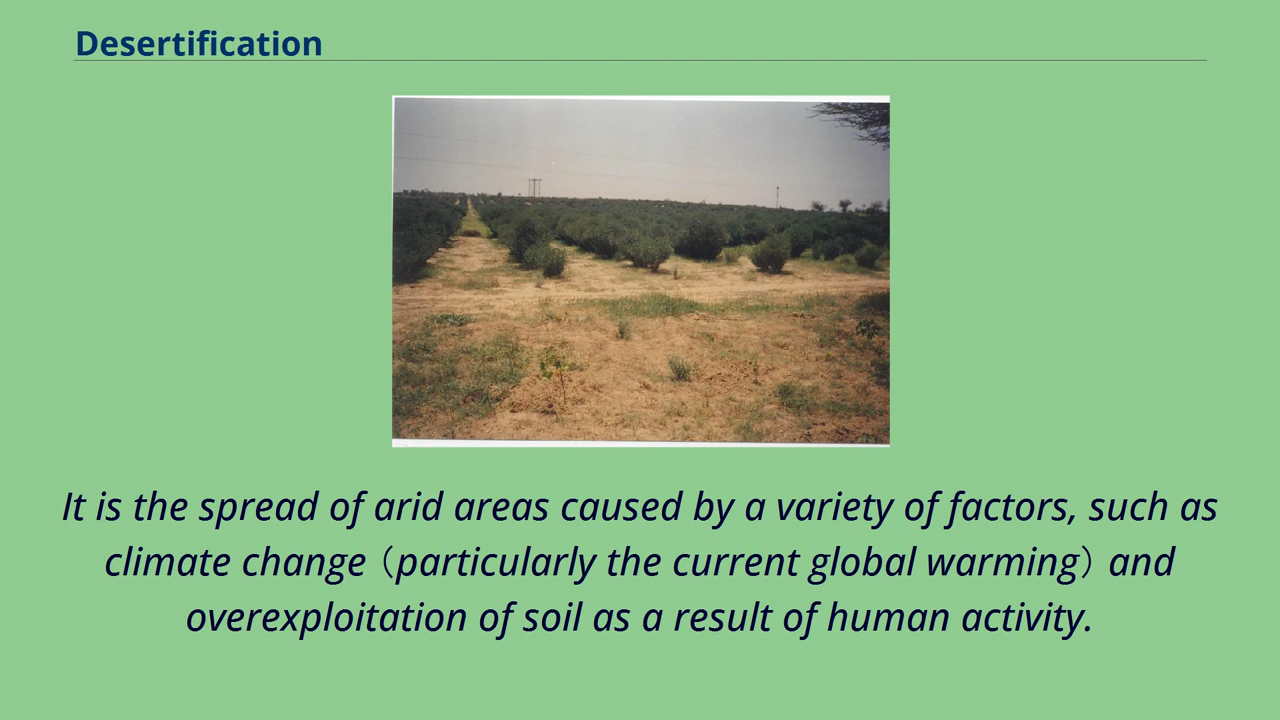 Desertification
It is the spread of arid areas caused by a variety of factors, such as
climate change（particularly the current global warming）and
overexploitation of soil as a result of human activity.